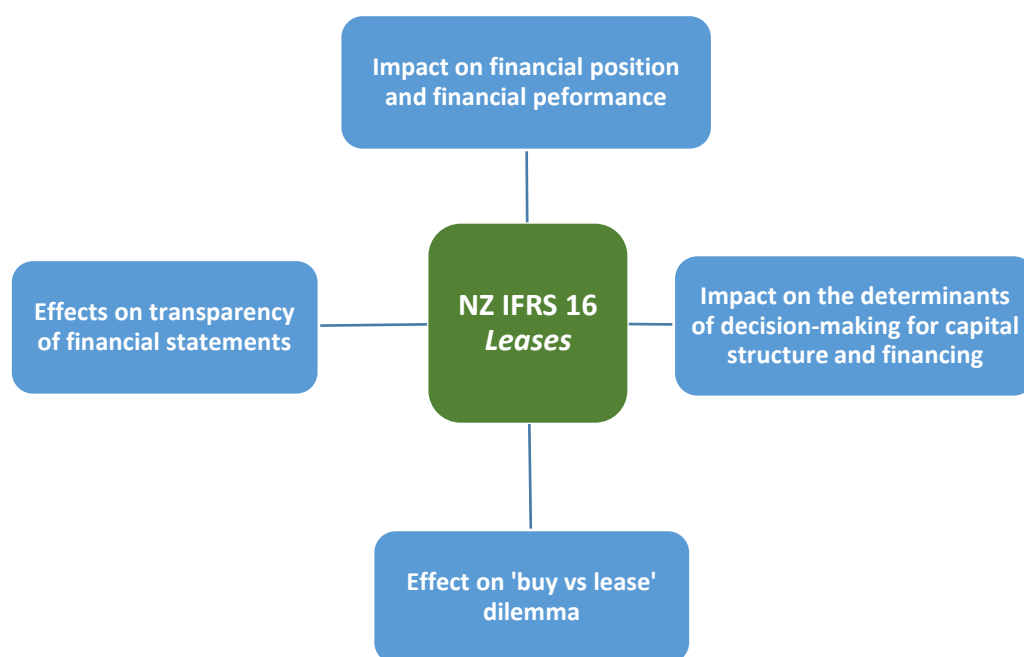 Impact on financial position
and financial peformance
Effects on transparency
of financial statements
NZ IFRS 16
Leases
Impact on the determinants
of decision-making for capital
structure and financing
Effect on 'buy vs lease'
dilemma